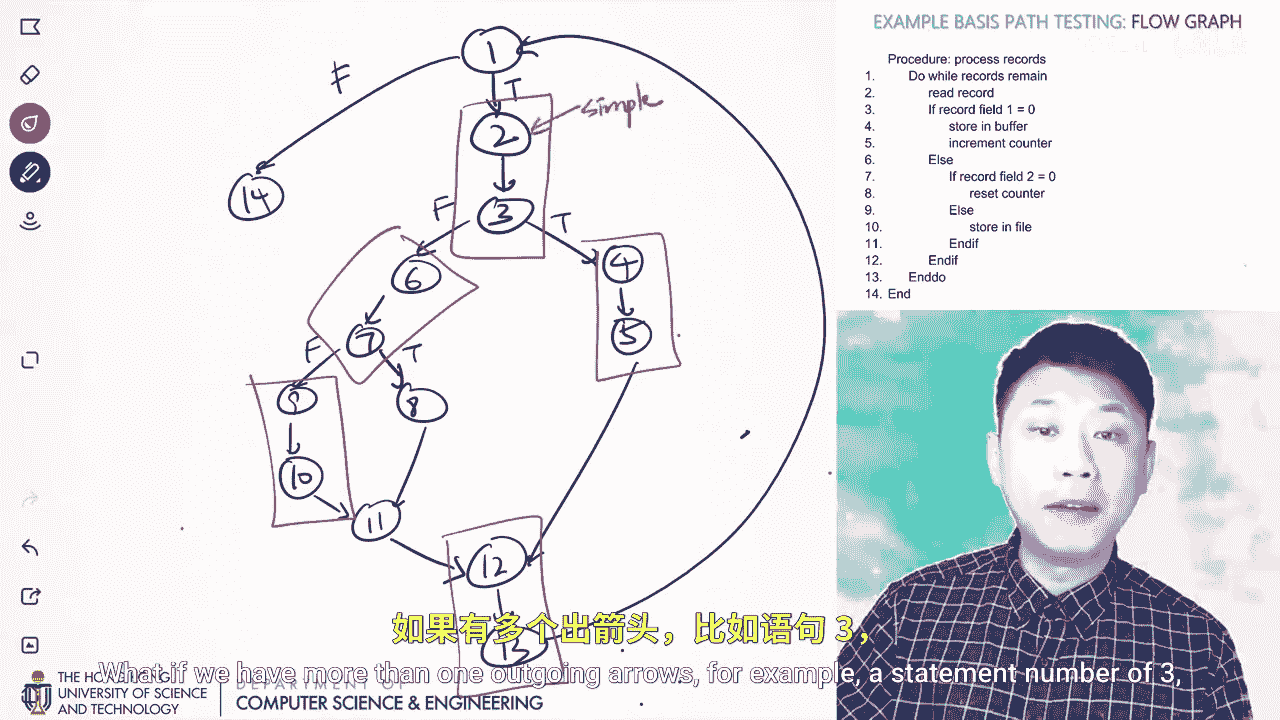 EXAMPLE BASIS PATH TESTING: FLOW GRAPH
Procedure: process records
1. Do while records remain
2. read record
3. If record field 1 = 0
4. store in buffer
5. increment counter
6. Else
7. If record field 2 = 0
8. reset counter
9. Else
10. store in file
11. Endif
12. Endif
13. Enddo
14. End
1
F
T
simple
2
14
3
F
T
6
4
7
5
F
T
9
8
10
11
12
13
如果有多个出箭头，比如语句 3，
What if we have more than one outgoing arrows, for example, a statement number of 3,
THE HONG KONG
UNIVERSITY OF SCIENCE
AND TECHNOLOGY
DEPARTMENT OF
COMPUTER SCIENCE & ENGINEERING